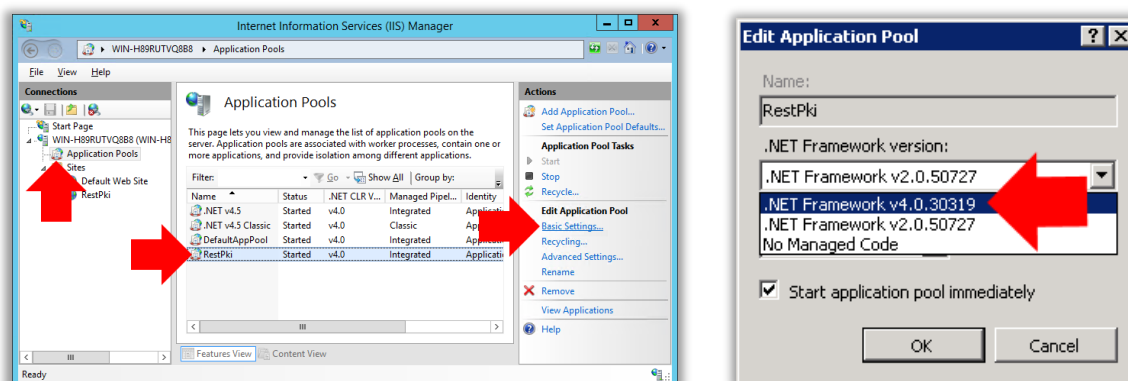 Internet Information Services (IIS) Manager
WIN-H89RUTVQ8B8 Application Pools
File View Help
Connections
Start Page
WIN-H89RUTVQ8B8 (WIN-H8
Application Pools
Sites
Default Web Site
RestPki
Application Pools
This page lets you view and manage the list of application pools on the
server. Application pools are associated with worker processes, contain one or
more applications, and provide isolation among different applications.
Filter: Go Show All Group by:
Name Status .NET CLR V... Managed Pipel... Identity
.NET v4.5 Started v4.0 Integrated
.NET v4.5 Classic Started v4.0 Classic
DefaultAppPool Started v4.0 Integrated
RestPki Started v4.0 Integrated Applicati
Features View Content View
Ready
Actions
Add Application Pool...
Set Application Pool Defaults...
Application Pool Tasks
Start
Stop
Recycle...
Edit Application Pool
Basic Settings...
Recycling...
Advanced Settings...
Rename
Remove
View Applications
Help
Edit Application Pool
Name:
RestPki
.NET Framework version:
.NET Framework v2.0.50727
.NET Framework v4.0.30319
.NET Framework v2.0.50727
No Managed Code
Start application pool immediately
OK Cancel